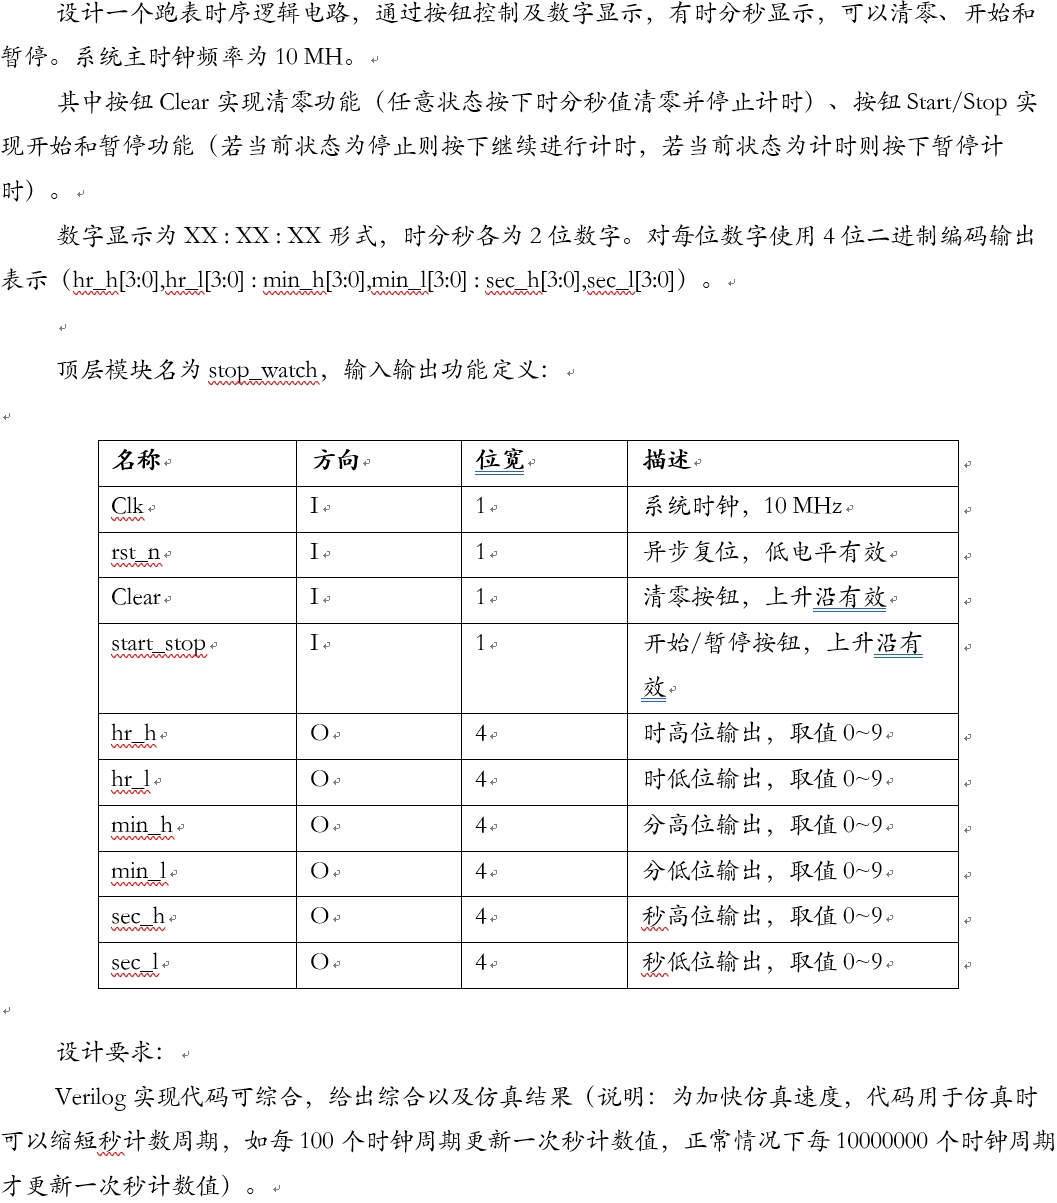 设计一个跑表时序逻辑电路，通过按钮控制及数字显示，有时分秒显示，可以清零、开始和
暂停。系统主时钟频率为 10 MH。
其中按钮 Clear 实现清零功能（任意状态按下时分秒值清零并停止计时）、按钮 Start/Stop 实
现开始和暂停功能（若当前状态为停止则按下继续进行计时，若当前状态为计时则按下暂停计
时）。
数字显示为 XX : XX : XX 形式，时分秒各为 2 位数字。对每位数字使用 4 位二进制编码输出
表示（hr_h[3:0],hr_l[3:0] : min_h[3:0],min_l[3:0] : sec_h[3:0],sec_l[3:0]）。
顶层模块名为 stop_watch，输入输出功能定义：
名称 方向 位宽 描述
Clk I 1 系统时钟，10 MHz
rst_n I 1 异步复位，低电平有效
Clear I 1 清零按钮，上升沿有效
start_stop I 1 开始/暂停按钮，上升沿有
效
hr_h O 4 时高位输出，取值 0~9
hr_l O 4 时低位输出，取值 0~9
min_h O 4 分高位输出，取值 0~9
min_l O 4 分低位输出，取值 0~9
sec_h O 4 秒高位输出，取值 0~9
sec_l O 4 秒低位输出，取值 0~9
设计要求：
Verilog 实现代码可综合，给出综合以及仿真结果（说明：为加快仿真速度，代码用于仿真时
可以缩短秒计数周期，如每 100 个时钟周期更新一次秒计数值，正常情况下每 10000000 个时钟周期
才更新一次秒计数值）。